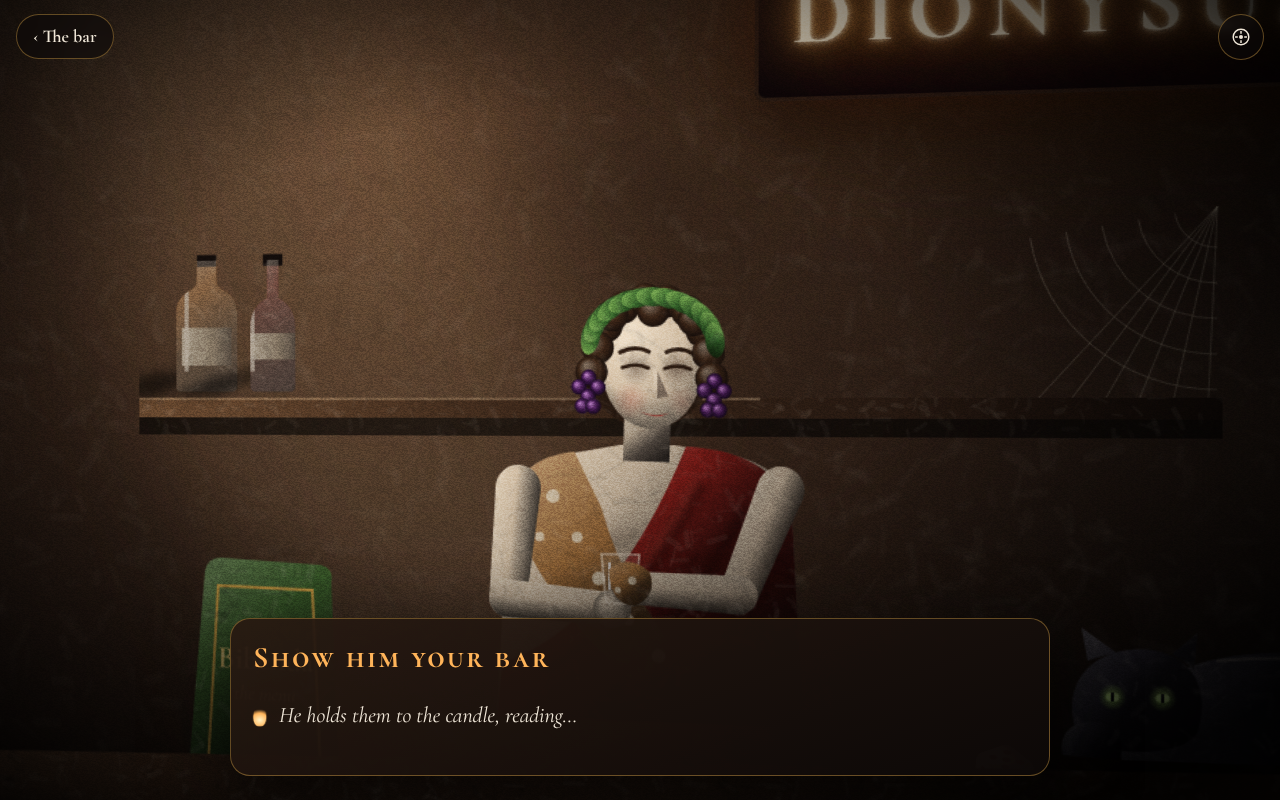 ‹ The bar
DIONYSU
Show him your bar
He holds them to the candle, reading...